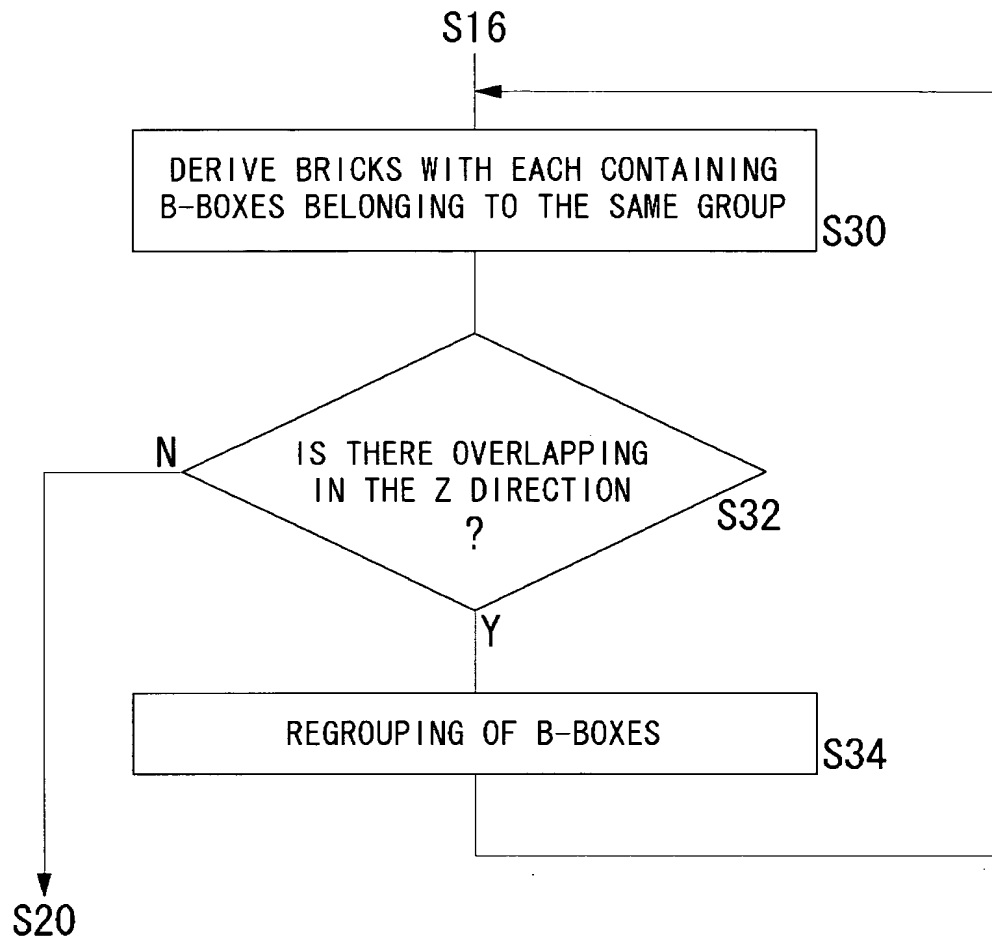 S16
DERIVE BRICKS WITH EACH CONTAINING
B-BOXES BELONGING TO THE SAME GROUP
S30
N
IS THERE OVERLAPPING
IN THE Z DIRECTION
?
S32
Y
REGROUPING OF B-BOXES
S34
S20